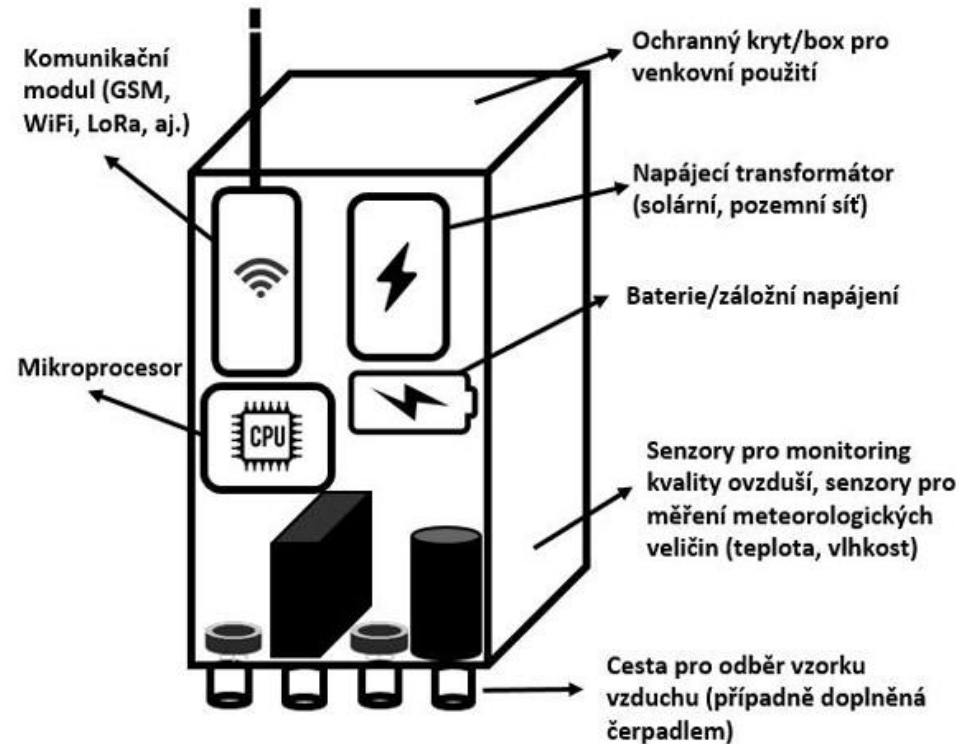 Komunikační
modul (GSM,
WiFi, LoRa, aj.)
Ochranný kryt/box pro
venkovní použití
Napájecí transformátor
(solární, pozemní síť)
Baterie/záložní napájení
Mikroprocesor
CPU
Senzory pro monitoring
kvality ovzduší, senzory pro
měření meteorologických
veličin (teplota, vlhkost)
Cesta pro odběr vzorku
vzduchu (případně doplněná
čerpadlem)